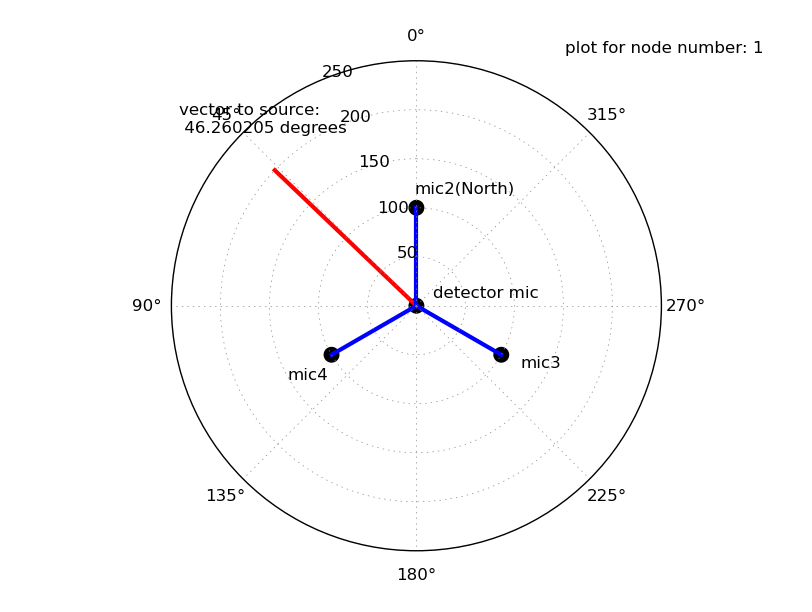 0°
plot for node number: 1
250
vector to source:
45°
200
315°
46.260205 degrees
150
mic2(North)
100
50
detector mic
90°
270°
mic3
mic4
135°
225°
180°